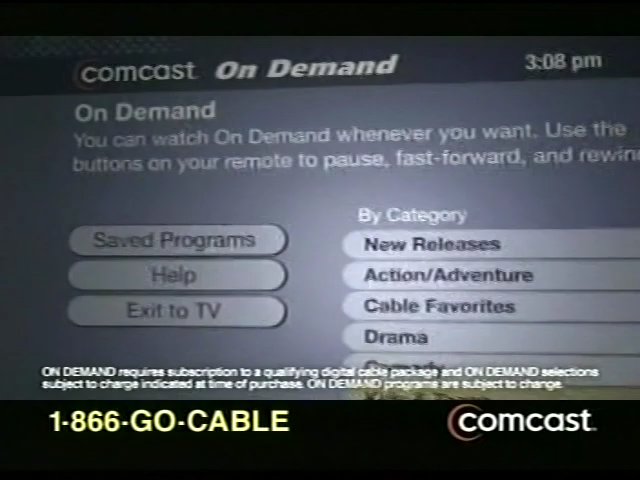 comcast On Demand 3:08 pm
On Demand
You can watch On Demand whenever you want. Use the
buttons on your remote to pause, fast-forward, and rewin
By Category
Saved Programs
Help
Exit to TV
New Releases
Action/Adventure
Cable Favorites
Drama
Comedy
ON DEMAND requires subscription to a qualifying digital cable package and ON DEMAND selections
subject to charge indicated at time of purchase. ON DEMAND programs are subject to change.
1-866-GO-CABLE
comcast.